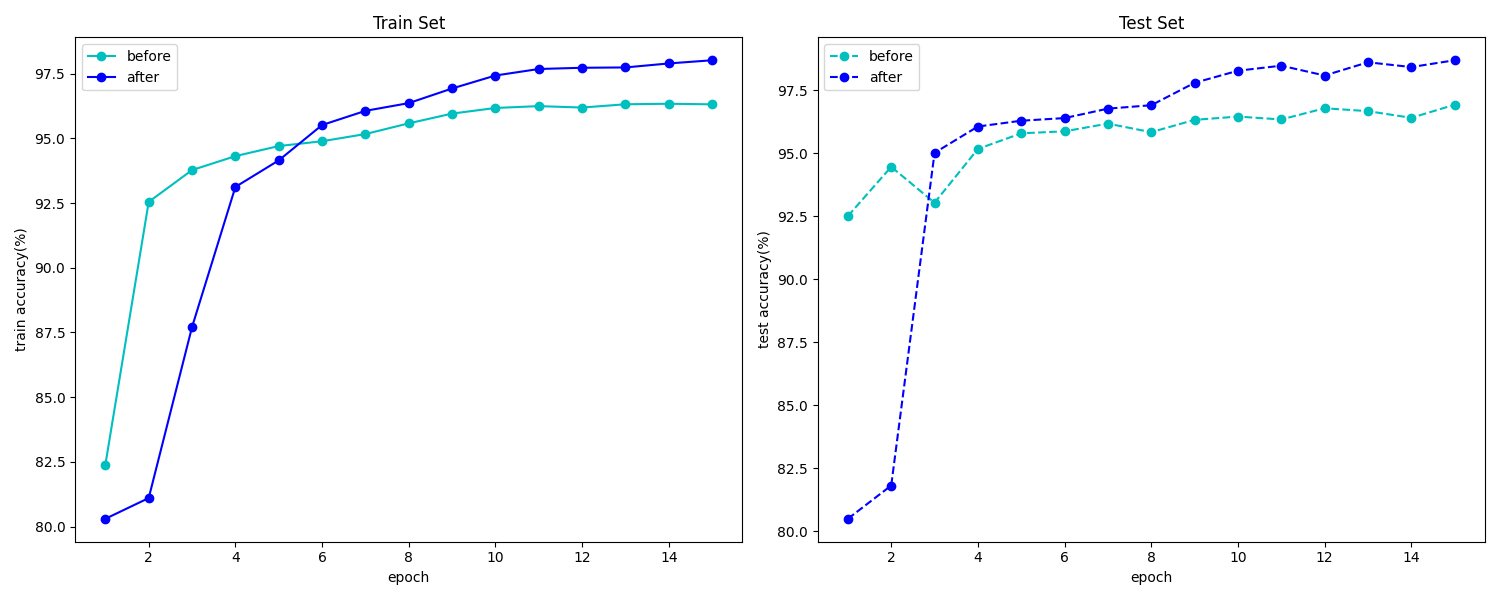 Train Set
before
after
97.5
95.0
92.5
90.0
87.5
85.0
82.5
80.0
train accuracy(%)
2 4 6 8 10 12 14
epoch
Test Set
before
after
97.5
95.0
92.5
90.0
87.5
85.0
82.5
80.0
test accuracy(%)
2 4 6 8 10 12 14
epoch